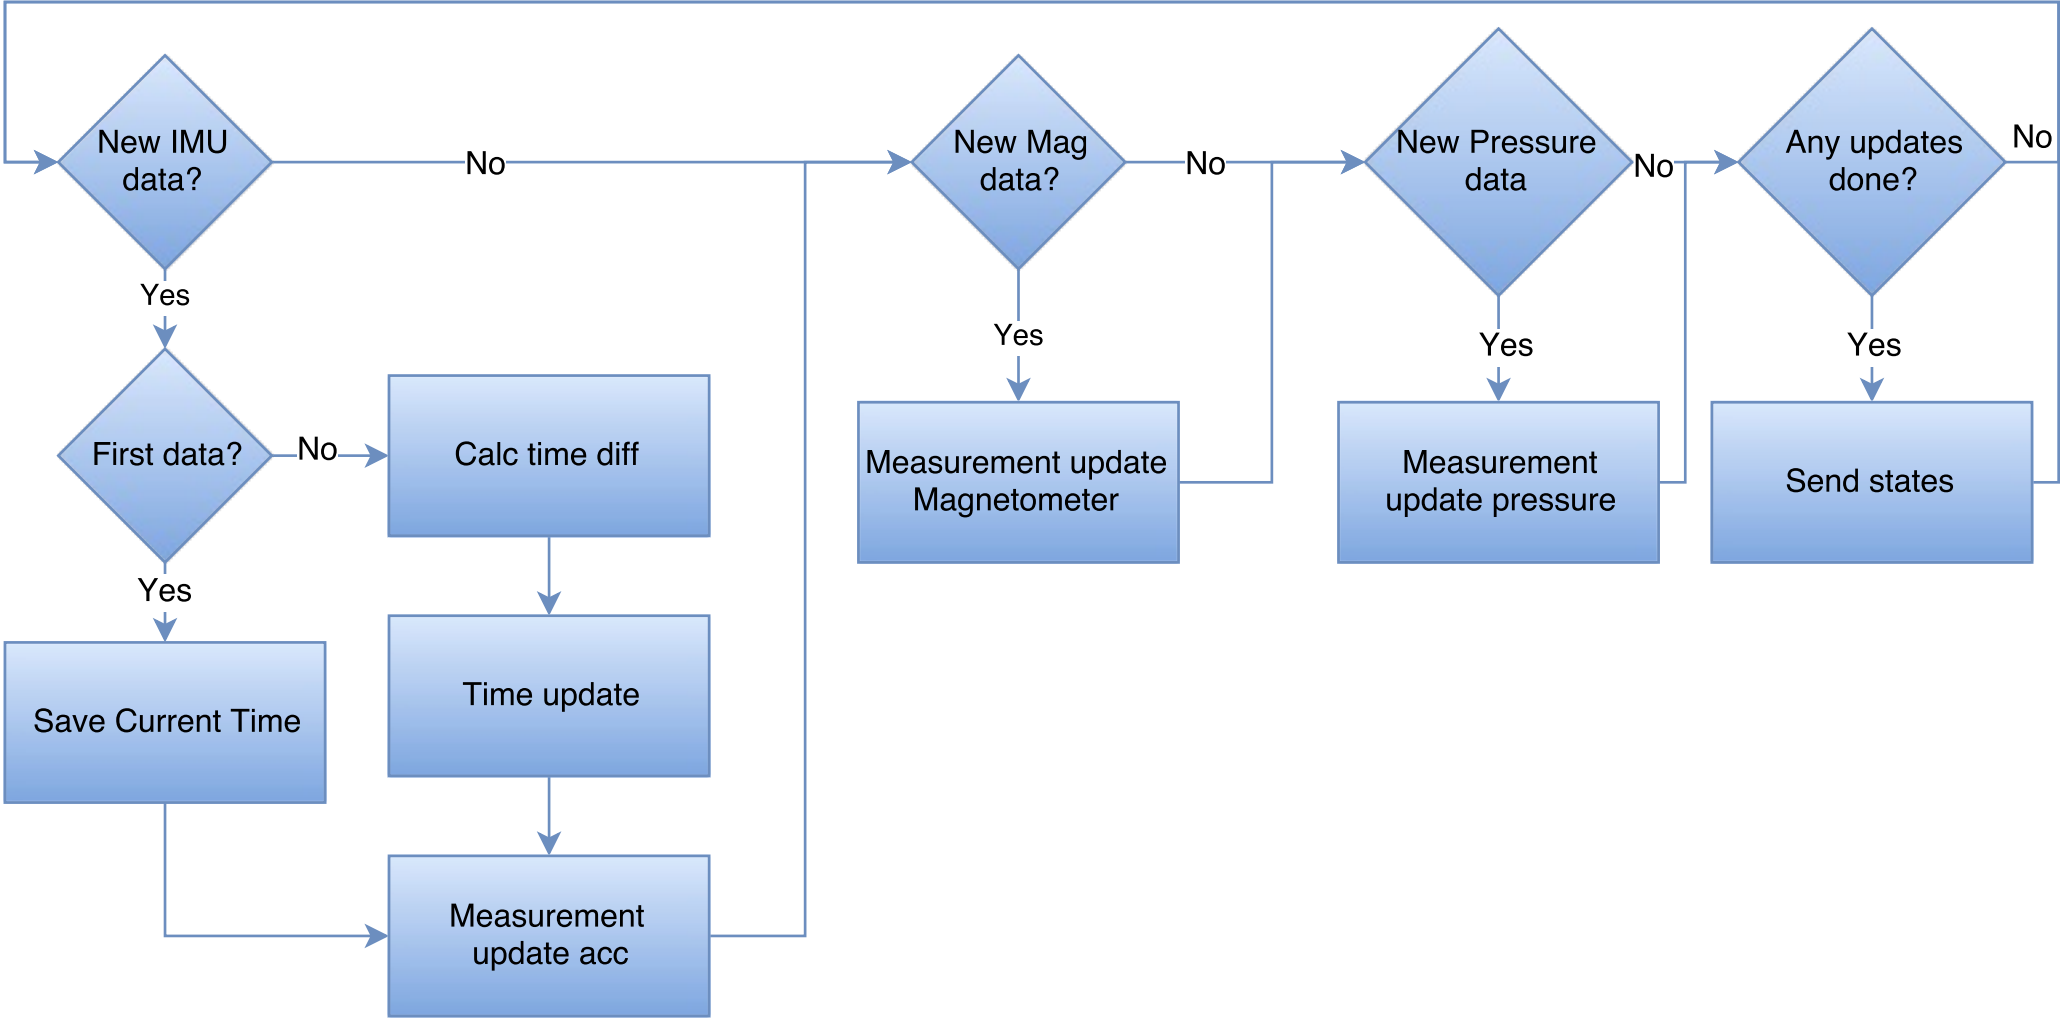 New IMU
data?
No
New Mag
data?
No
New Pressure
data
No
Any updates
done?
No
Yes
Yes
Yes
Yes
First data?
No
Calc time diff
Measurement update
Magnetometer
Measurement
update pressure
Send states
Yes
Save Current Time
Time update
Measurement
update acc